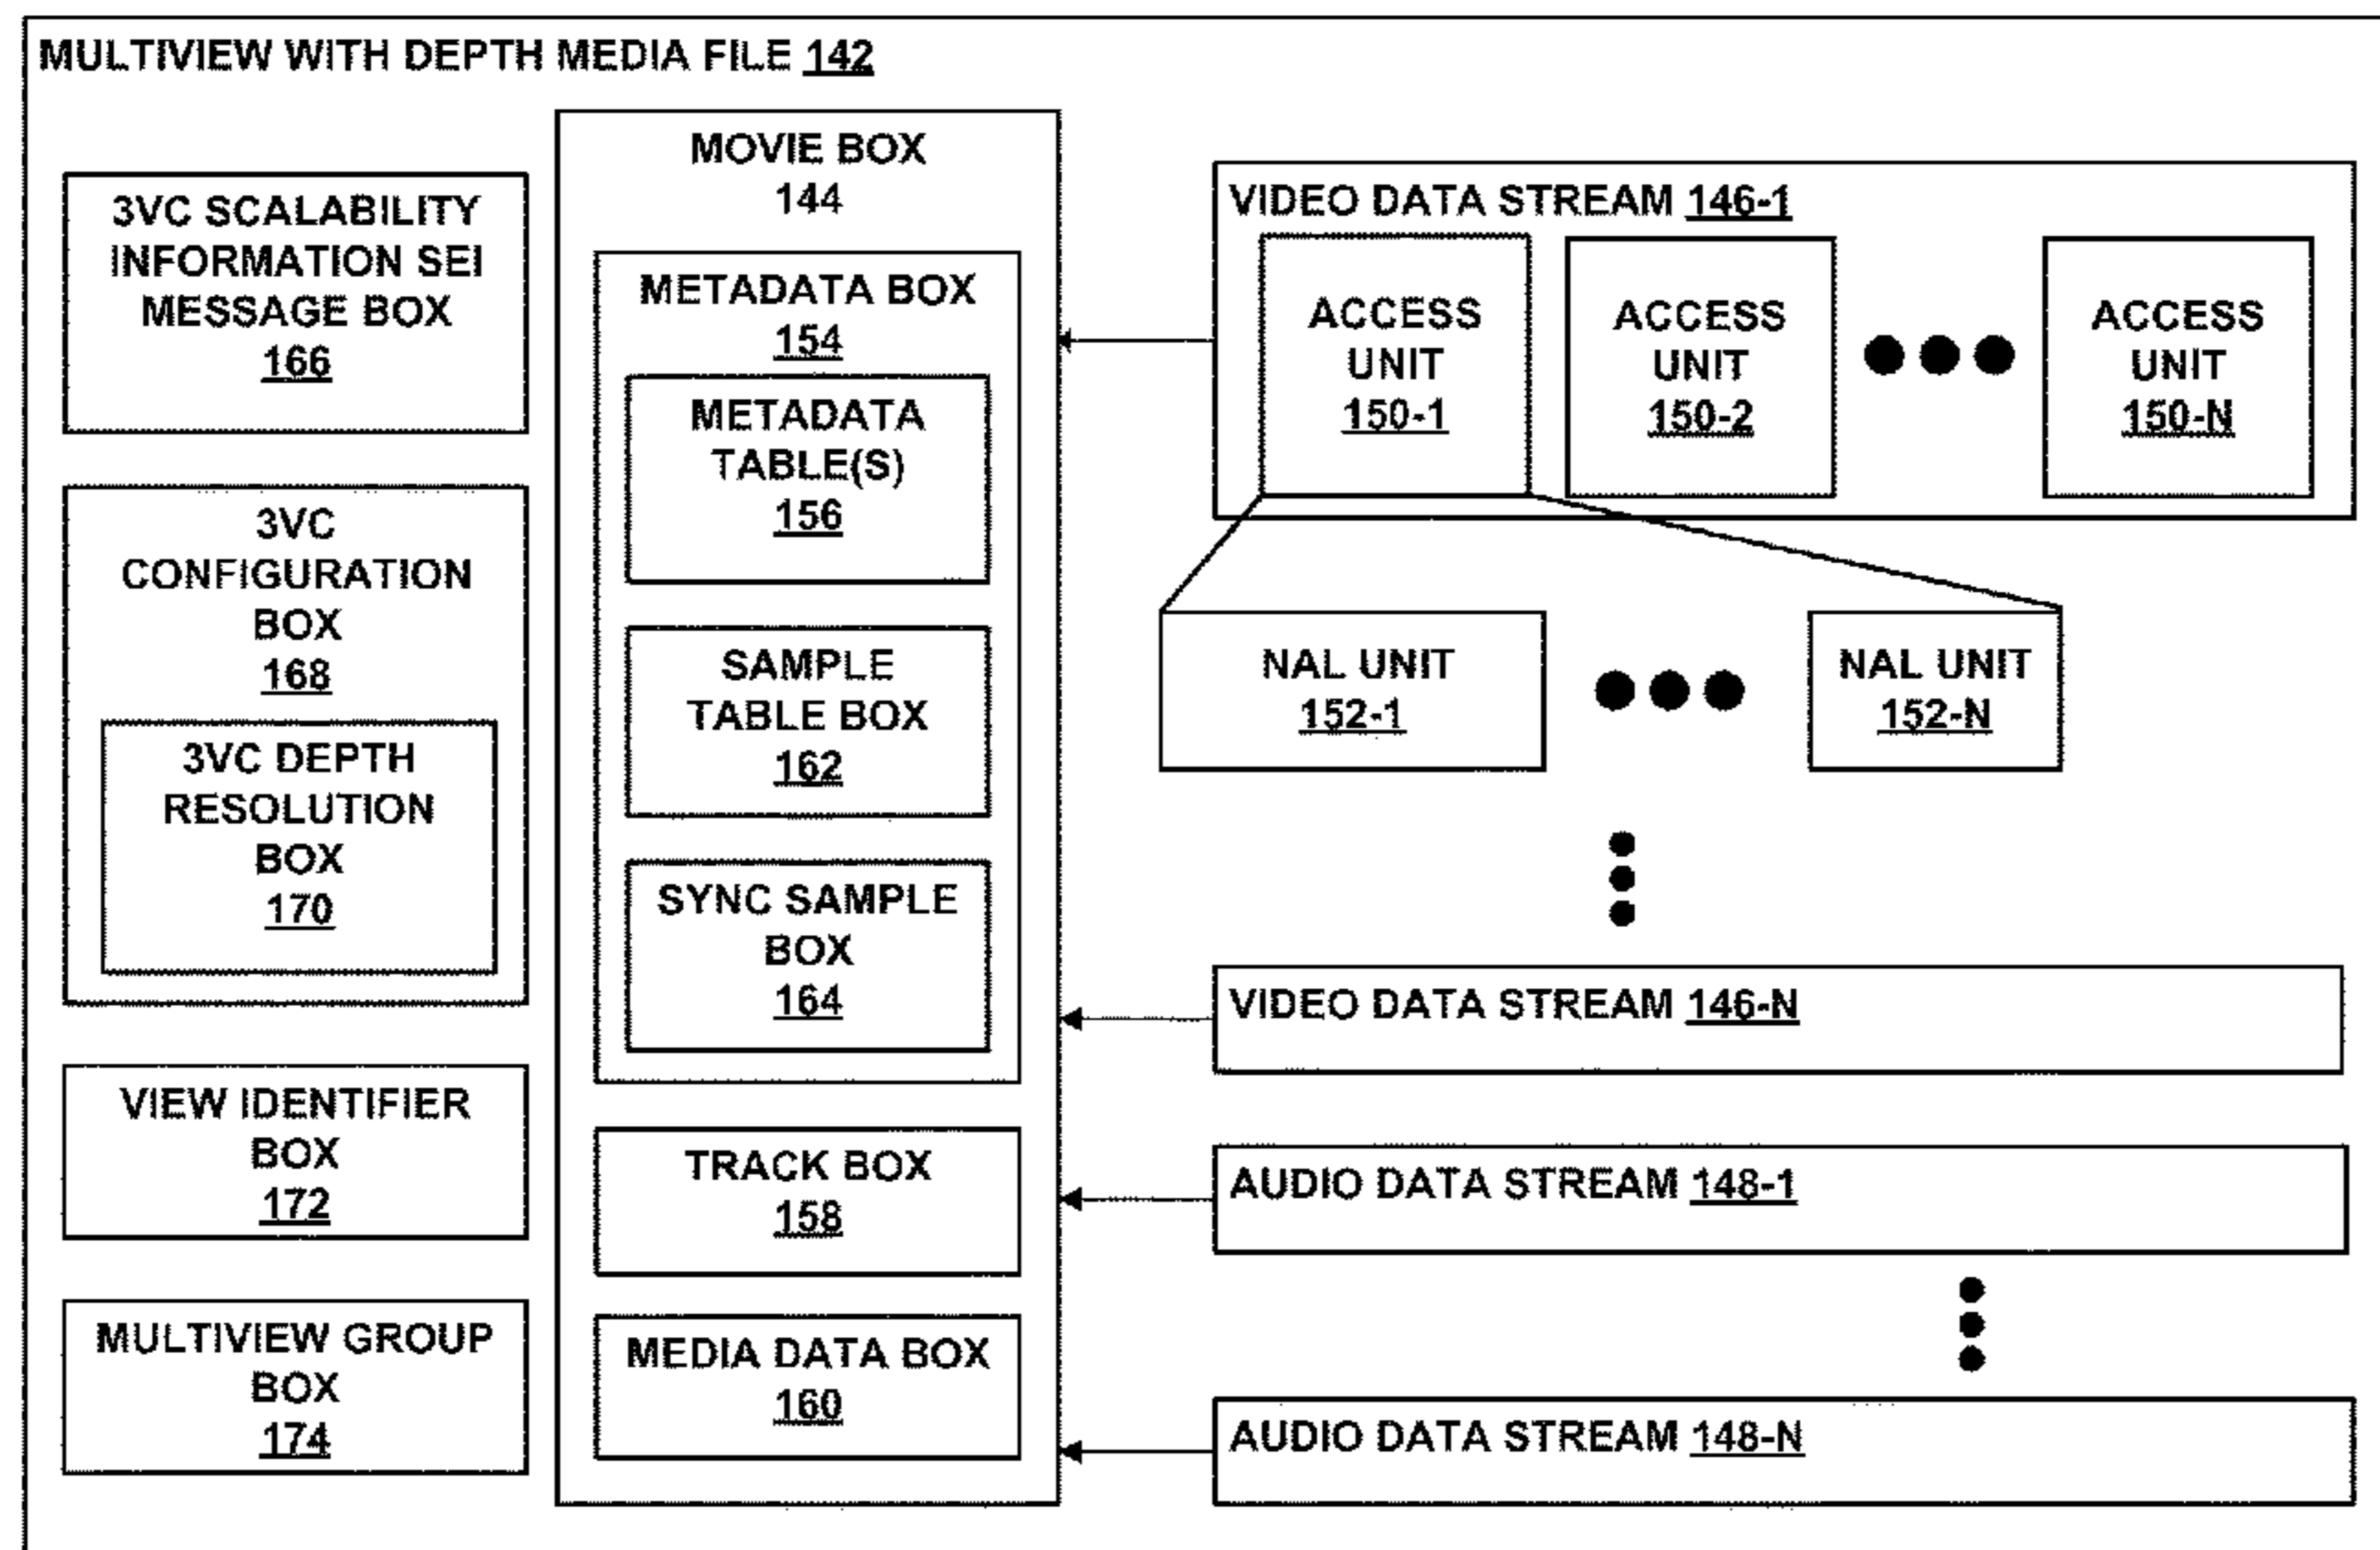 MULTIVIEW WITH DEPTH MEDIA FILE 142
3VC SCALABILITY
INFORMATION SEI
MESSAGE BOX
166
3VC
CONFIGURATION
BOX
168
3VC DEPTH
RESOLUTION
BOX
170
VIEW IDENTIFIER
BOX
172
MULTIVIEW GROUP
BOX
174
MOVIE BOX
144
METADATA BOX
154
METADATA
TABLE(S)
156
SAMPLE
TABLE BOX
162
SYNC SAMPLE
BOX
164
TRACK BOX
158
MEDIA DATA BOX
160
VIDEO DATA STREAM 146-1
ACCESS
UNIT
150-1
ACCESS
UNIT
150-2
ACCESS
UNIT
150-N
NAL UNIT
152-1
NAL UNIT
152-N
VIDEO DATA STREAM 146-N
AUDIO DATA STREAM 148-1
AUDIO DATA STREAM 148-N